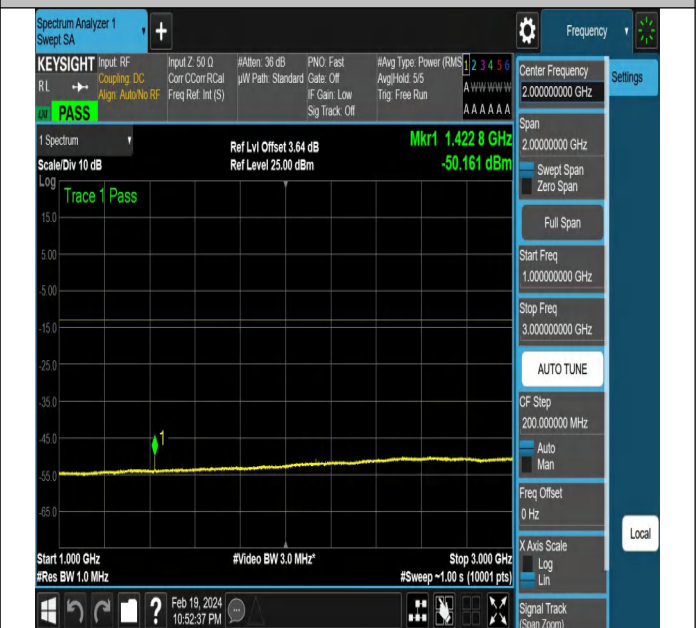 Spectrum Analyzer 1
Swept SA
+
Frequency
KEYSIGHT
RL
PASS
Input: RF
Coupling: DC
Align: Auto/No RF
Input Z: 50 Ω
Corr CCorr RCal
Freq Ref: Int (S)
#Atten: 36 dB
µW Path: Standard
PNO: Fast
Gate: Off
IF Gain: Low
Sig Track: Off
#Avg Type: Power (RMS
Avg|Hold: 5/5
Trig: Free Run
1 2 3 4 5 6
A W W W W W
A A A A A A
1 Spectrum
Scale/Div 10 dB
Log
Ref Lvl Offset 3.64 dB
Ref Level 25.00 dBm
Mkr1 1.422 8 GHz
-50.161 dBm
Trace 1 Pass
15.0
5.00
-5.00
-15.0
-25.0
-35.0
-45.0
-55.0
-65.0
1
Start 1.000 GHz
#Res BW 1.0 MHz
#Video BW 3.0 MHz*
Stop 3.000 GHz
#Sweep ~1.00 s (10001 pts)
Feb 19, 2024
10:52:37 PM
?
Center Frequency
2.000000000 GHz
Settings
Span
2.00000000 GHz
Swept Span
Zero Span
Full Span
Start Freq
1.000000000 GHz
Stop Freq
3.000000000 GHz
AUTO TUNE
CF Step
200.000000 MHz
Auto
Man
Freq Offset
0 Hz
Local
X Axis Scale
Log
Lin
Signal Track
(Span Zoom)